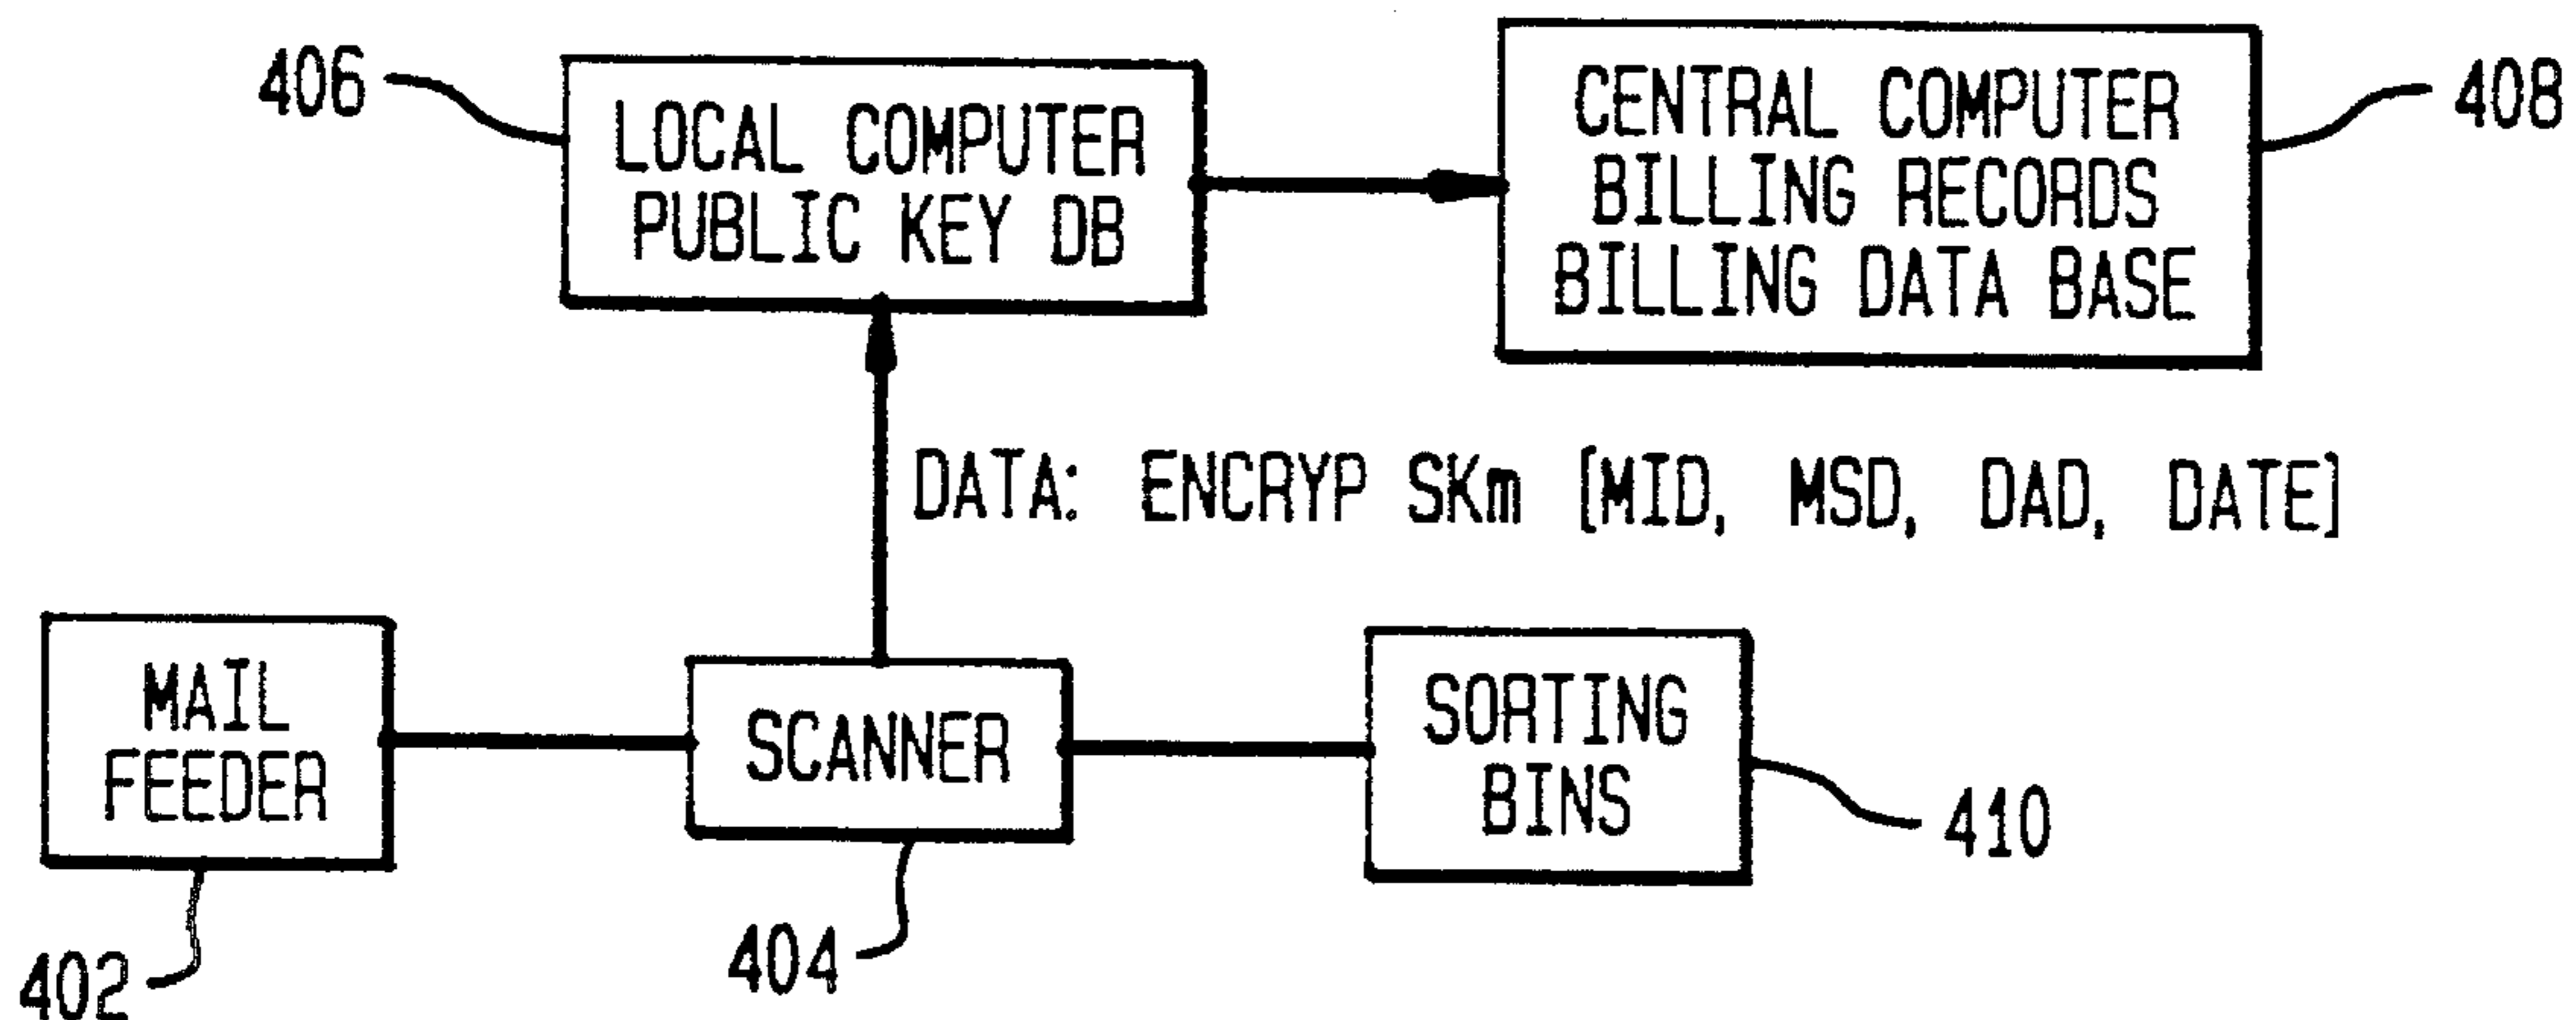 406
LOCAL COMPUTER
PUBLIC KEY DB
CENTRAL COMPUTER
BILLING RECORDS
BILLING DATA BASE
408
DATA: ENCRYP SKm [MID, MSD, DAD, DATE]
MAIL
FEEDER
SCANNER
SORTING
BINS
402
404
410